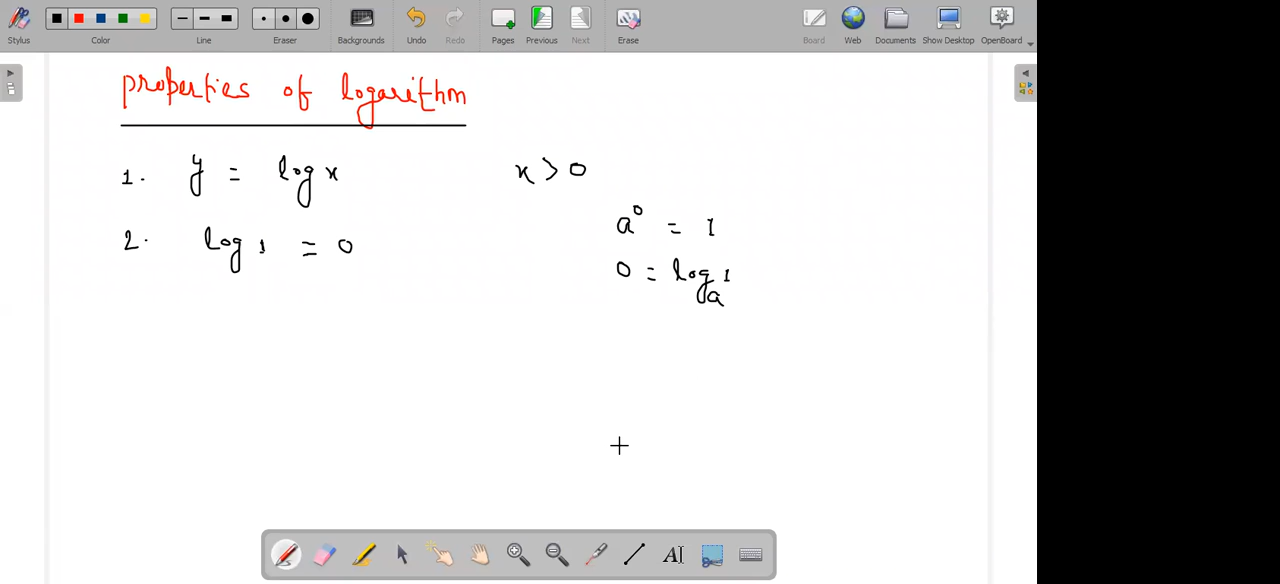 Stylus Color Line Eraser Backgrounds Undo Redo Pages Previous Next Erase Board Web Documents Show Desktop OpenBoard
properties of logarithm
1. y = log x x > 0
a⁰ = 1
2. log 1 = 0
0 = logₐ 1